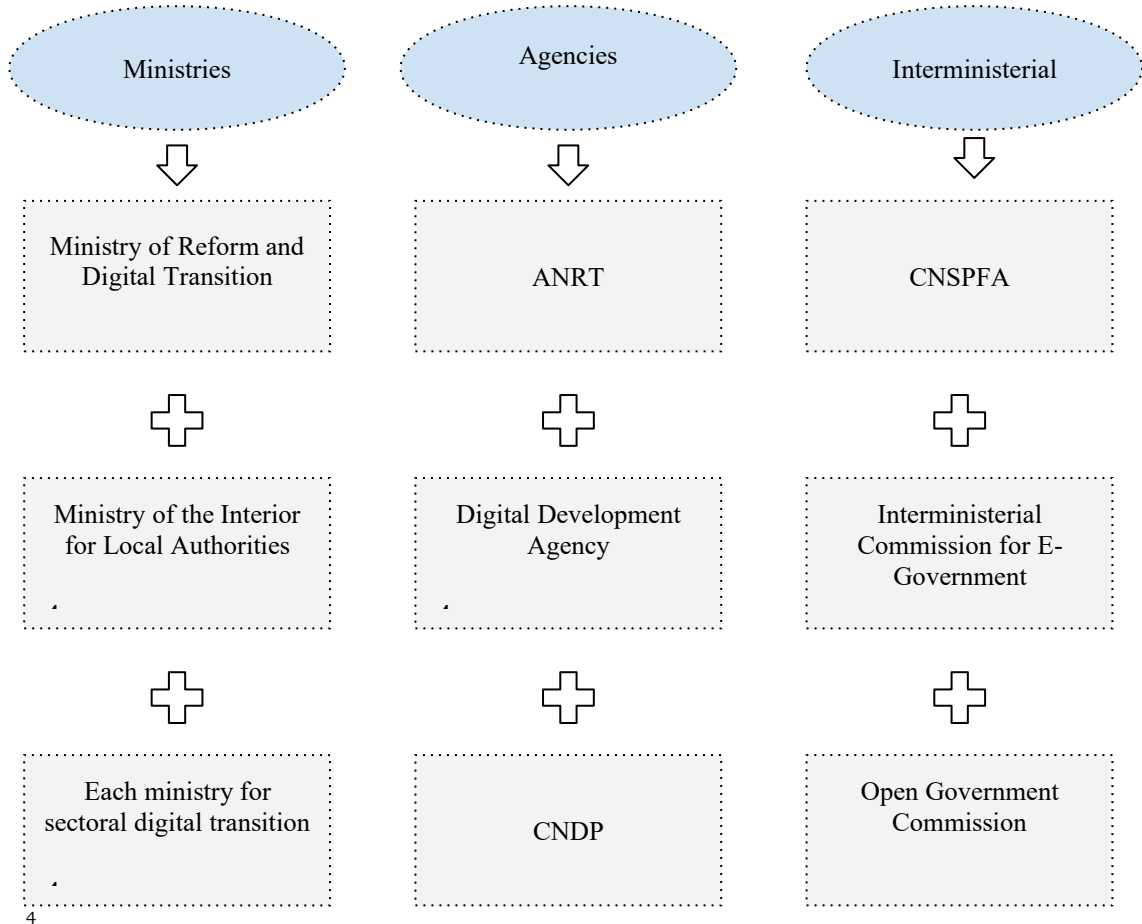 Ministries
Agencies
Interministerial
Ministry of Reform and
Digital Transition
ANRT
CNSPFA
Ministry of the Interior
for Local Authorities
Digital Development
Agency
Interministerial
Commission for E-
Government
Each ministry for
sectoral digital transition
CNDP
Open Government
Commission
4